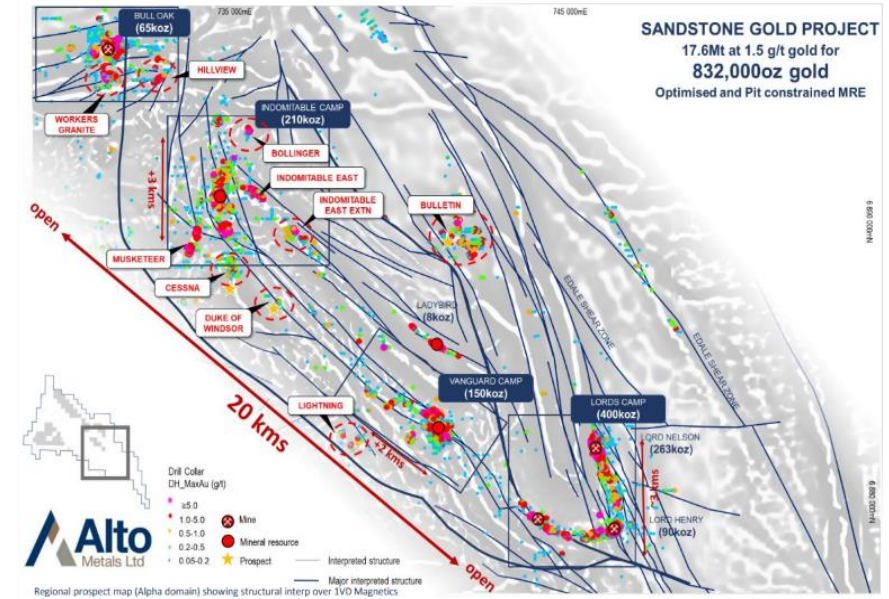 SANDSTONE GOLD PROJECT
17.6Mt at 1.5 g/t gold for
832,000oz gold
Optimised and Pit constrained MRE
735 000mE
745 000mE
BULL OAK
(65koz)
HILLVIEW
WORKERS
GRANITE
INDOMITABLE CAMP
(210koz)
BOLLINGER
+3 kms
INDOMITABLE EAST
INDOMITABLE
EAST EXTN
BULLETIN
open
MUSKETEER
CESSNA
DUKE OF
WINDSOR
LADYBIRD
(8koz)
EDALE SHEAR ZONE
EDALE SHEAR ZONE
20 kms
VANGUARD CAMP
(150koz)
LIGHTNING
+2 kms
LORDS CAMP
(400koz)
LORD NELSON
(263koz)
~3 kms
LORD HENRY
(90koz)
open
6 890 000mN
6 880 000mN
Alto
Metals Ltd
Drill Collar
DH_MaxAu (g/t)
≥5.0
1.0-5.0
0.5-1.0
0.2-0.5
0.05-0.2
Mine
Mineral resource
Prospect
Interpreted structure
Major interpreted structure
Regional prospect map (Alpha domain) showing structural interp over 1VD Magnetics